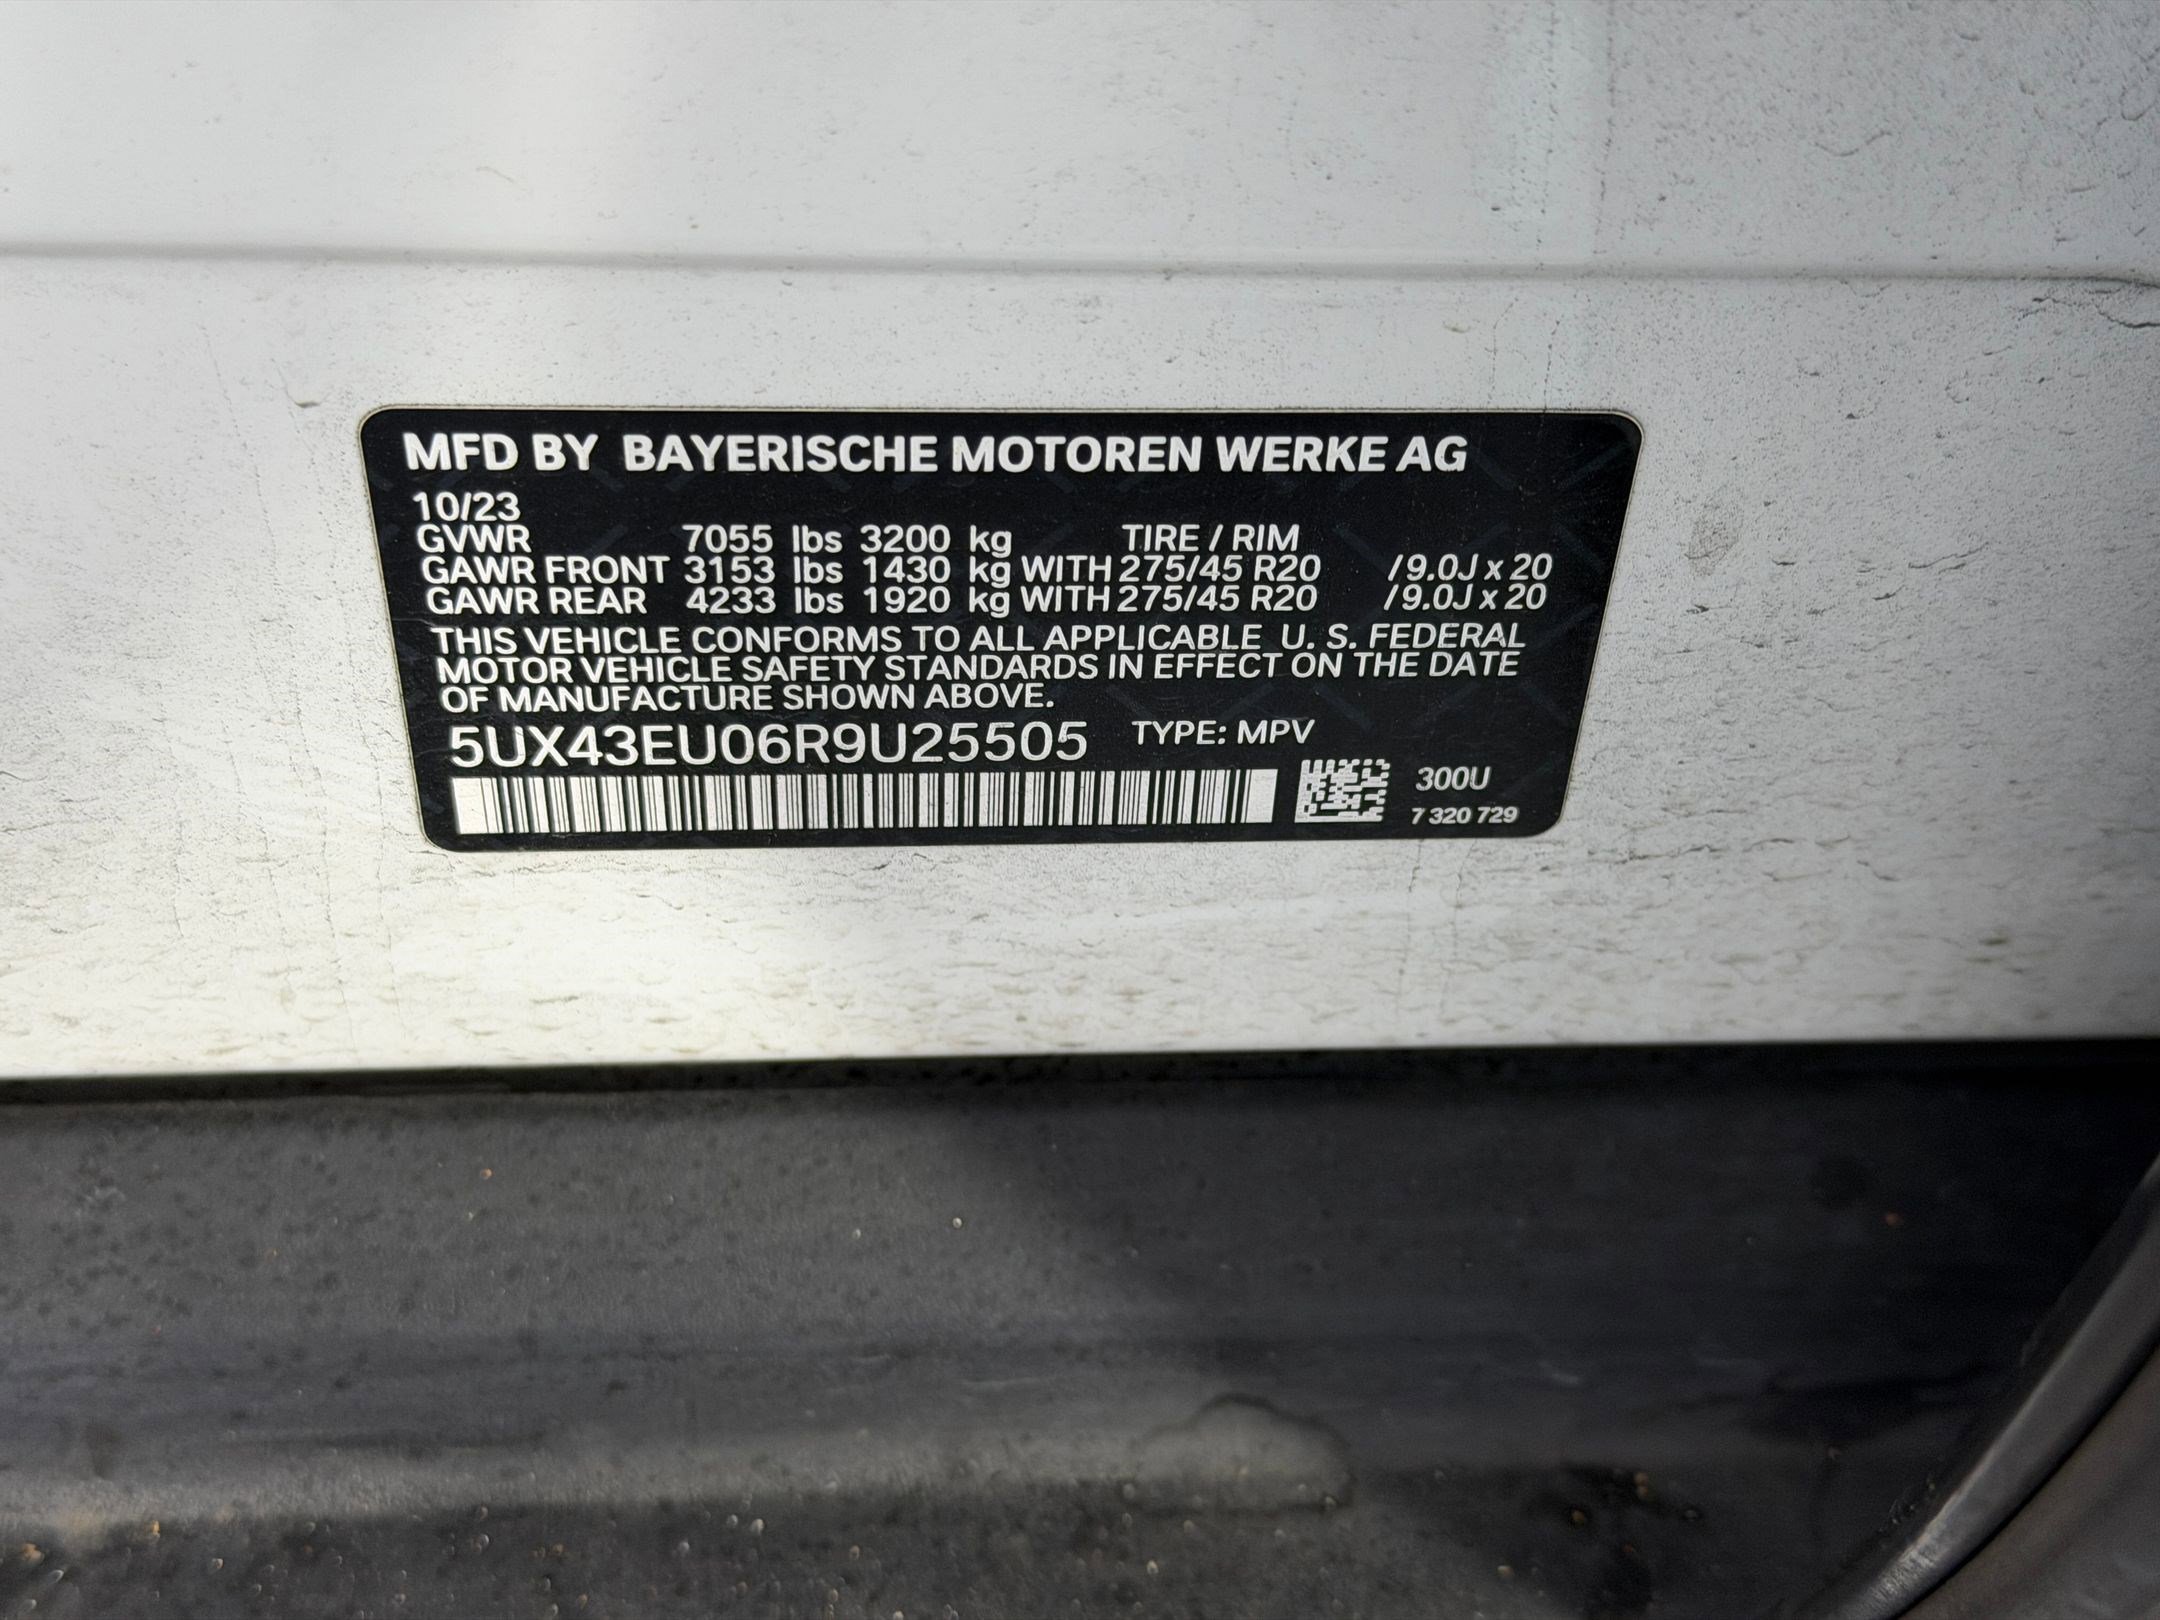 MFD BY BAYERISCHE MOTOREN WERKE AG
10/23
GVWR 7055 lbs 3200 kg TIRE / RIM
GAWR FRONT 3153 lbs 1430 kg WITH 275/45 R20 /9.0J x 20
GAWR REAR 4233 lbs 1920 kg WITH 275/45 R20 /9.0J x 20
THIS VEHICLE CONFORMS TO ALL APPLICABLE U. S. FEDERAL
MOTOR VEHICLE SAFETY STANDARDS IN EFFECT ON THE DATE
OF MANUFACTURE SHOWN ABOVE.
5UX43EU06R9U25505 TYPE: MPV
300U
7 320 729